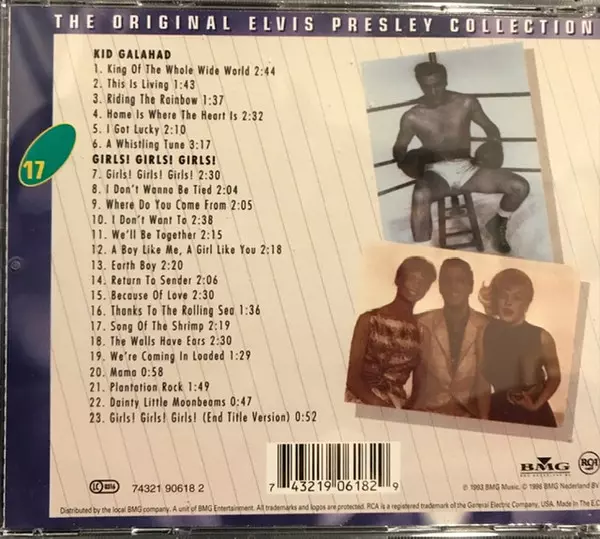 THE ORIGINAL ELVIS PRESLEY COLLECTION
KID GALAHAD
1. King Of The Whole Wide World 2:44
2. This Is Living 1:43
3. Riding The Rainbow 1:37
4. Home Is Where The Heart Is 2:32
5. I Got Lucky 2:10
6. A Whistling Tune 3:17
GIRLS! GIRLS! GIRLS!
7. Girls! Girls! Girls! 2:30
8. I Don't Wanna Be Tied 2:04
9. Where Do You Come From 2:05
10. I Don't Want To 2:38
11. We'll Be Together 2:15
12. A Boy Like Me, A Girl Like You 2:18
13. Earth Boy 2:20
14. Return To Sender 2:06
15. Because Of Love 2:30
16. Thanks To The Rolling Sea 1:36
17. Song Of The Shrimp 2:19
18. The Walls Have Ears 2:30
19. We're Coming In Loaded 1:29
20. Mama 0:58
21. Plantation Rock 1:49
22. Dainty Little Moonbeams 0:47
23. Girls! Girls! Girls! (End Title Version) 0:52
17
LC 0316
74321 90618 2
7 43219 06182 9
BMG
RCA
℗ 1993 BMG Music. © 1996 BMG Nederland BV
Distributed by the local BMG company. A unit of BMG Entertainment. All trademarks and logos are protected. RCA is a registered trademark of the General Electric Company, USA. Made In The E.C